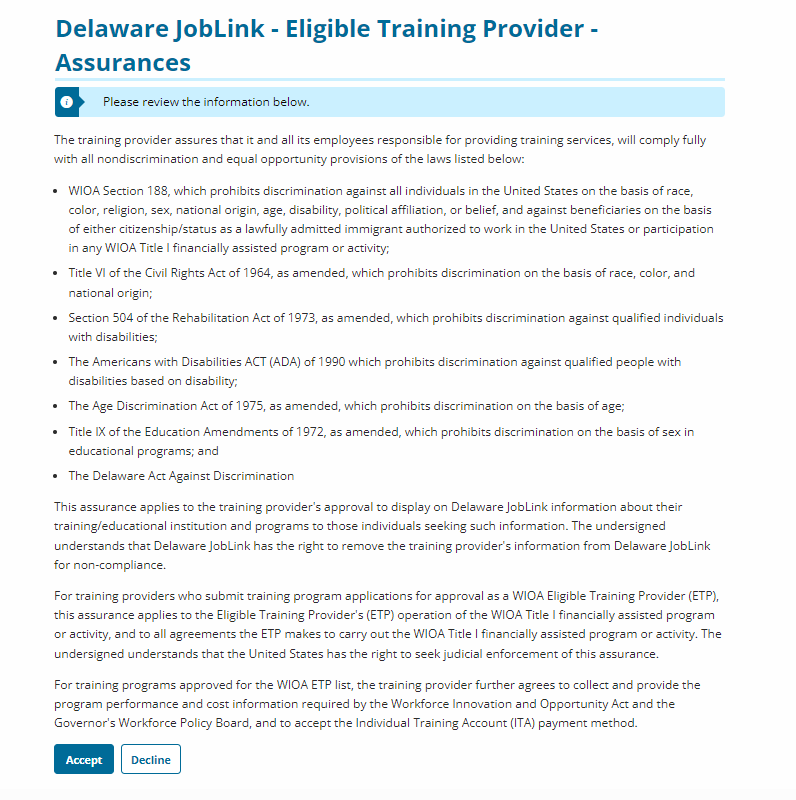 Delaware JobLink - Eligible Training Provider -
Assurances
Please review the information below.
The training provider assures that it and all its employees responsible for providing training services, will comply fully
with all nondiscrimination and equal opportunity provisions of the laws listed below:
• WIOA Section 188, which prohibits discrimination against all individuals in the United States on the basis of race,
color, religion, sex, national origin, age, disability, political affiliation, or belief, and against beneficiaries on the basis
of either citizenship/status as a lawfully admitted immigrant authorized to work in the United States or participation
in any WIOA Title I financially assisted program or activity;
• Title VI of the Civil Rights Act of 1964, as amended, which prohibits discrimination on the basis of race, color, and
national origin;
• Section 504 of the Rehabilitation Act of 1973, as amended, which prohibits discrimination against qualified individuals
with disabilities;
• The Americans with Disabilities ACT (ADA) of 1990 which prohibits discrimination against qualified people with
disabilities based on disability;
• The Age Discrimination Act of 1975, as amended, which prohibits discrimination on the basis of age;
• Title IX of the Education Amendments of 1972, as amended, which prohibits discrimination on the basis of sex in
educational programs; and
• The Delaware Act Against Discrimination
This assurance applies to the training provider's approval to display on Delaware JobLink information about their
training/educational institution and programs to those individuals seeking such information. The undersigned
understands that Delaware JobLink has the right to remove the training provider's information from Delaware JobLink
for non-compliance.
For training providers who submit training program applications for approval as a WIOA Eligible Training Provider (ETP),
this assurance applies to the Eligible Training Provider's (ETP) operation of the WIOA Title I financially assisted program
or activity, and to all agreements the ETP makes to carry out the WIOA Title I financially assisted program or activity. The
undersigned understands that the United States has the right to seek judicial enforcement of this assurance.
For training programs approved for the WIOA ETP list, the training provider further agrees to collect and provide the
program performance and cost information required by the Workforce Innovation and Opportunity Act and the
Governor's Workforce Policy Board, and to accept the Individual Training Account (ITA) payment method.
Accept Decline